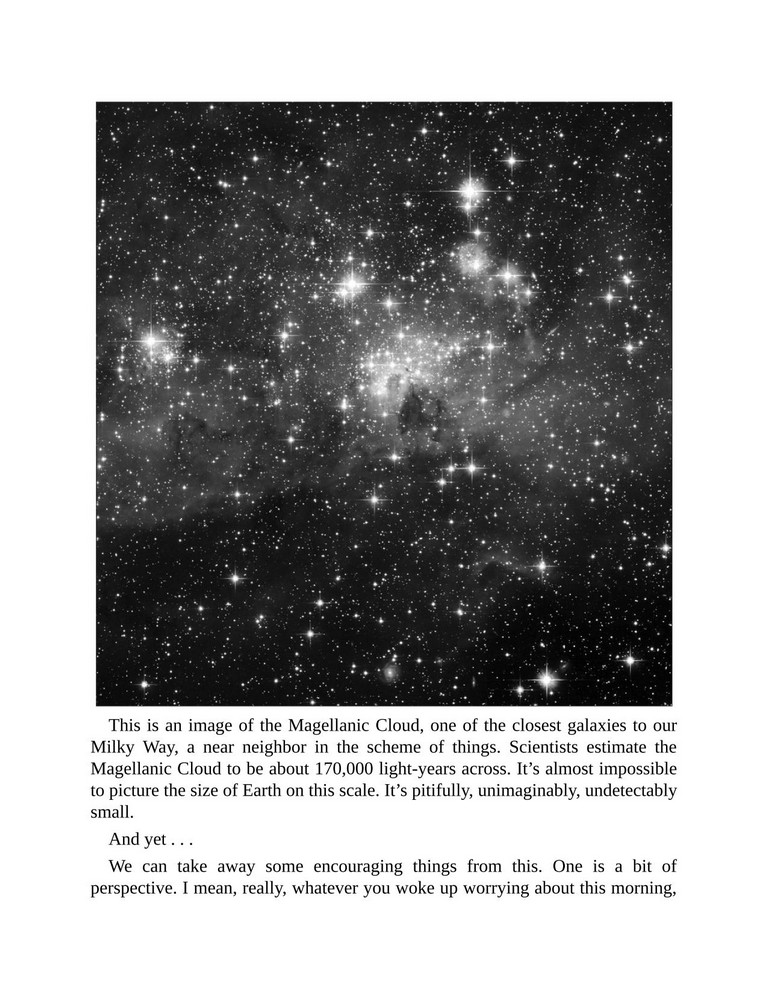 This is an image of the Magellanic Cloud, one of the closest galaxies to our
Milky Way, a near neighbor in the scheme of things. Scientists estimate the
Magellanic Cloud to be about 170,000 light-years across. It’s almost impossible
to picture the size of Earth on this scale. It’s pitifully, unimaginably, undetectably
small.
And yet . . .
We can take away some encouraging things from this. One is a bit of
perspective. I mean, really, whatever you woke up worrying about this morning,